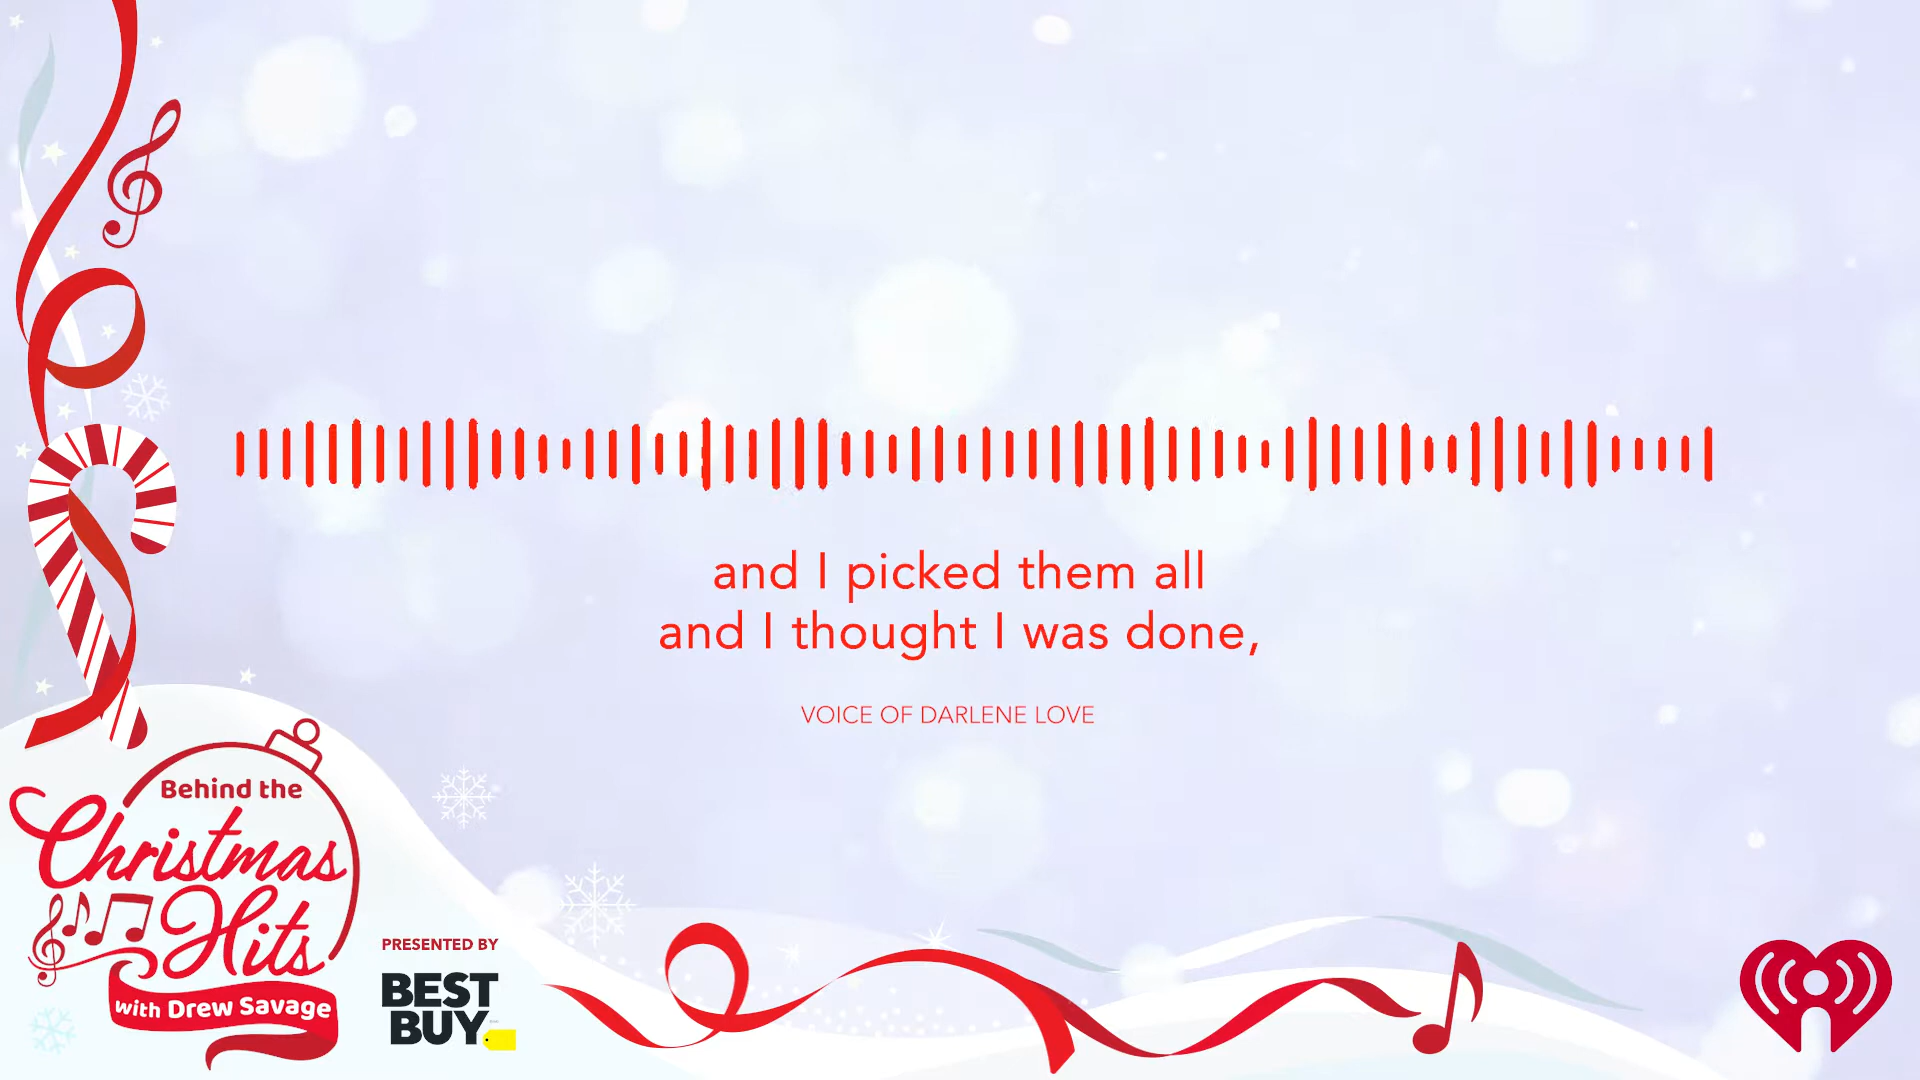 and I picked them all
and I thought I was done,
VOICE OF DARLENE LOVE
Behind the
Christmas
Hits
with Drew Savage
PRESENTED BY
BEST
BUY